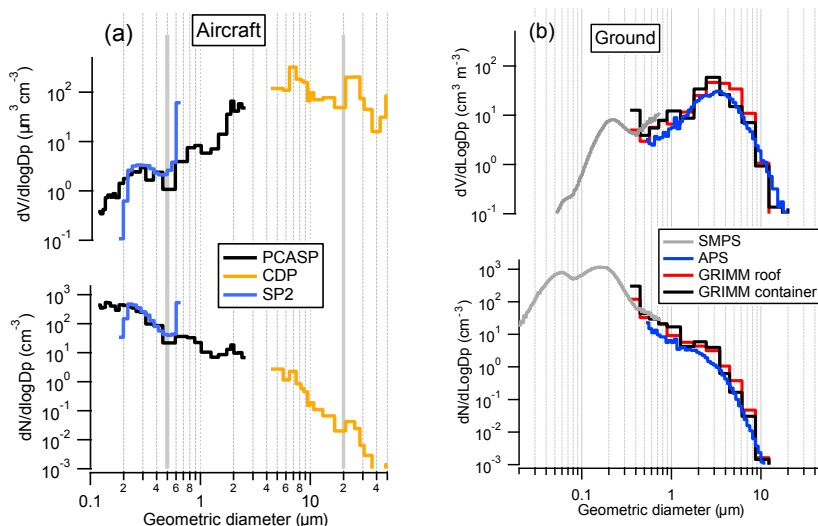 (a)
Aircraft
dV/dlogDp (µm³ cm⁻³)
10²
10¹
10⁰
10⁻¹
PCASP
CDP
SP2
dN/dlogDp (cm⁻³)
10³
10²
10¹
10⁰
10⁻¹
10⁻²
10⁻³
0.1 2 4 6 8 1 2 4 6 8 10 2 4
Geometric diameter (µm)
(b)
Ground
dV/dLogDp (cm³ m⁻³)
10²
10¹
10⁰
10⁻¹
SMPS
APS
GRIMM roof
GRIMM container
dN/dLogDp (cm⁻³)
10³
10²
10¹
10⁰
10⁻¹
10⁻²
10⁻³
0.1 1 10
Geometric diameter (µm)